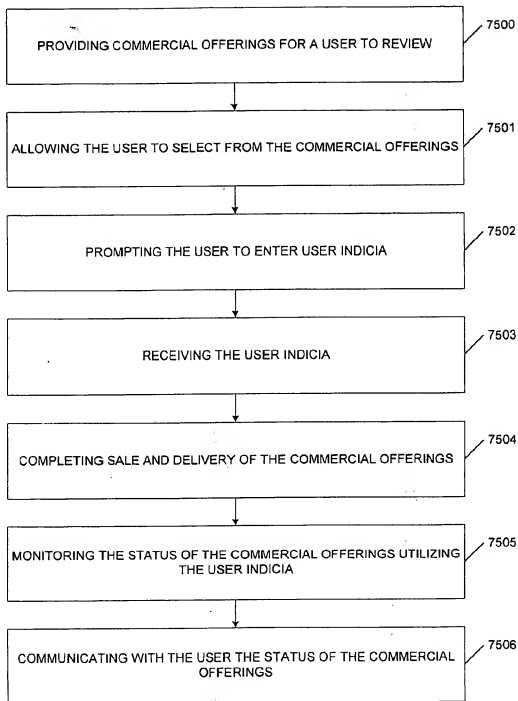 PROVIDING COMMERCIAL OFFERINGS FOR A USER TO REVIEW
7500
ALLOWING THE USER TO SELECT FROM THE COMMERCIAL OFFERINGS
7501
PROMPTING THE USER TO ENTER USER INDICIA
7502
RECEIVING THE USER INDICIA
7503
COMPLETING SALE AND DELIVERY OF THE COMMERCIAL OFFERINGS
7504
MONITORING THE STATUS OF THE COMMERCIAL OFFERINGS UTILIZING
THE USER INDICIA
7505
COMMUNICATING WITH THE USER THE STATUS OF THE COMMERCIAL
OFFERINGS
7506